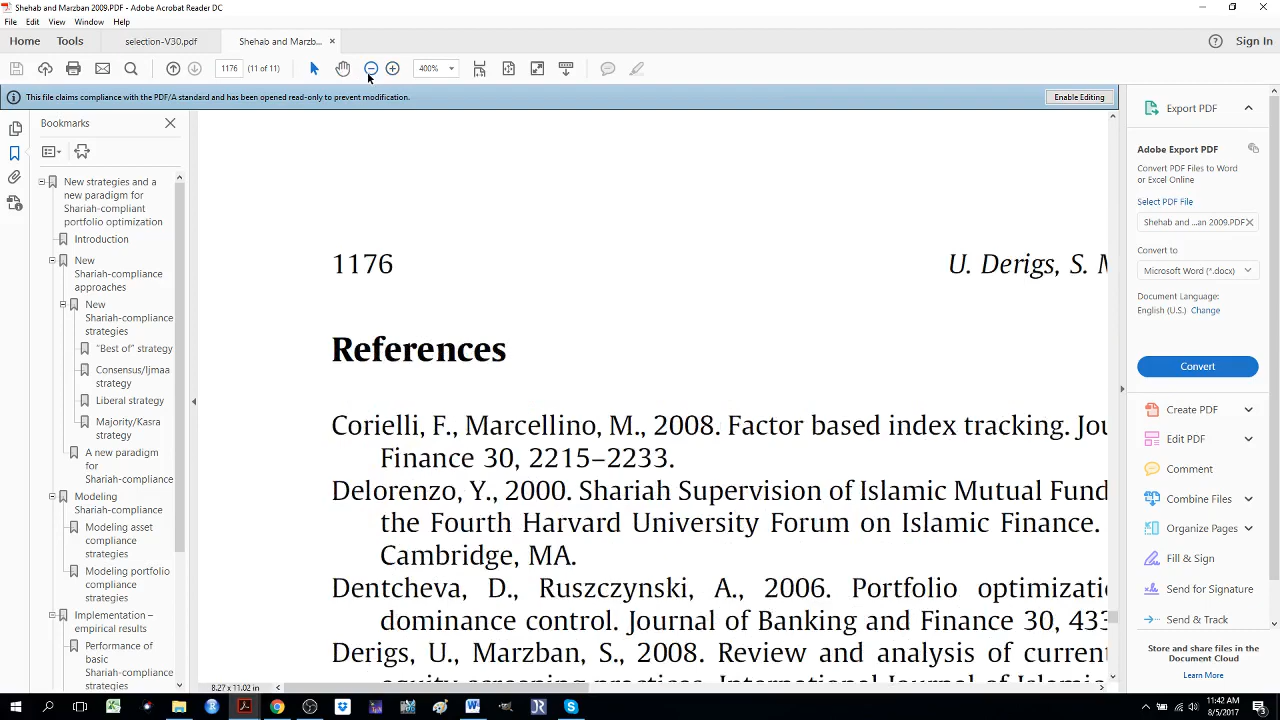 Shehab and Marzban 2009.PDF - Adobe Acrobat Reader DC
File Edit View Window Help
Home Tools selection-V30.pdf Shehab and Marzb... × Sign In
1176 (11 of 11) 400%
This file claims compliance with the PDF/A standard and has been opened read-only to prevent modification. Enable Editing
Bookmarks
New strategies and a
new paradigm for
Shariah-compliant
portfolio optimization
Introduction
New
Shariah-compliance
approaches
New
Shariah-compliance
strategies
“Best of” strategy
Consensus/Ijmaa
strategy
Liberal strategy
Majority/Kasra
strategy
A new paradigm
for
Shariah-compliance
Modeling
Shariah-compliance
Modeling asset
compliance
strategies
Modeling portfolio
compliance
strategies
Implementation –
empirical results
Performance of
basic
Shariah-compliance
strategies
1176 U. Derigs, S. M
References
Corielli, F., Marcellino, M., 2008. Factor based index tracking. Jou
Finance 30, 2215–2233.
Delorenzo, Y., 2000. Shariah Supervision of Islamic Mutual Fund
the Fourth Harvard University Forum on Islamic Finance.
Cambridge, MA.
Dentcheva, D., Ruszczynski, A., 2006. Portfolio optimizatio
dominance control. Journal of Banking and Finance 30, 433
Derigs, U., Marzban, S., 2008. Review and analysis of current
equity screening practices. International Journal of Islamic
8.27 x 11.02 in
Export PDF
Adobe Export PDF
Convert PDF Files to Word
or Excel Online
Select PDF File
Shehab and ...an 2009.PDF
Convert to
Microsoft Word (*.docx)
Document Language:
English (U.S.) Change
Convert
Create PDF
Edit PDF
Comment
Combine Files
Organize Pages
Fill & Sign
Send for Signature
Send & Track
Store and share files in the
Document Cloud
Learn More
11:42 AM
8/5/2017